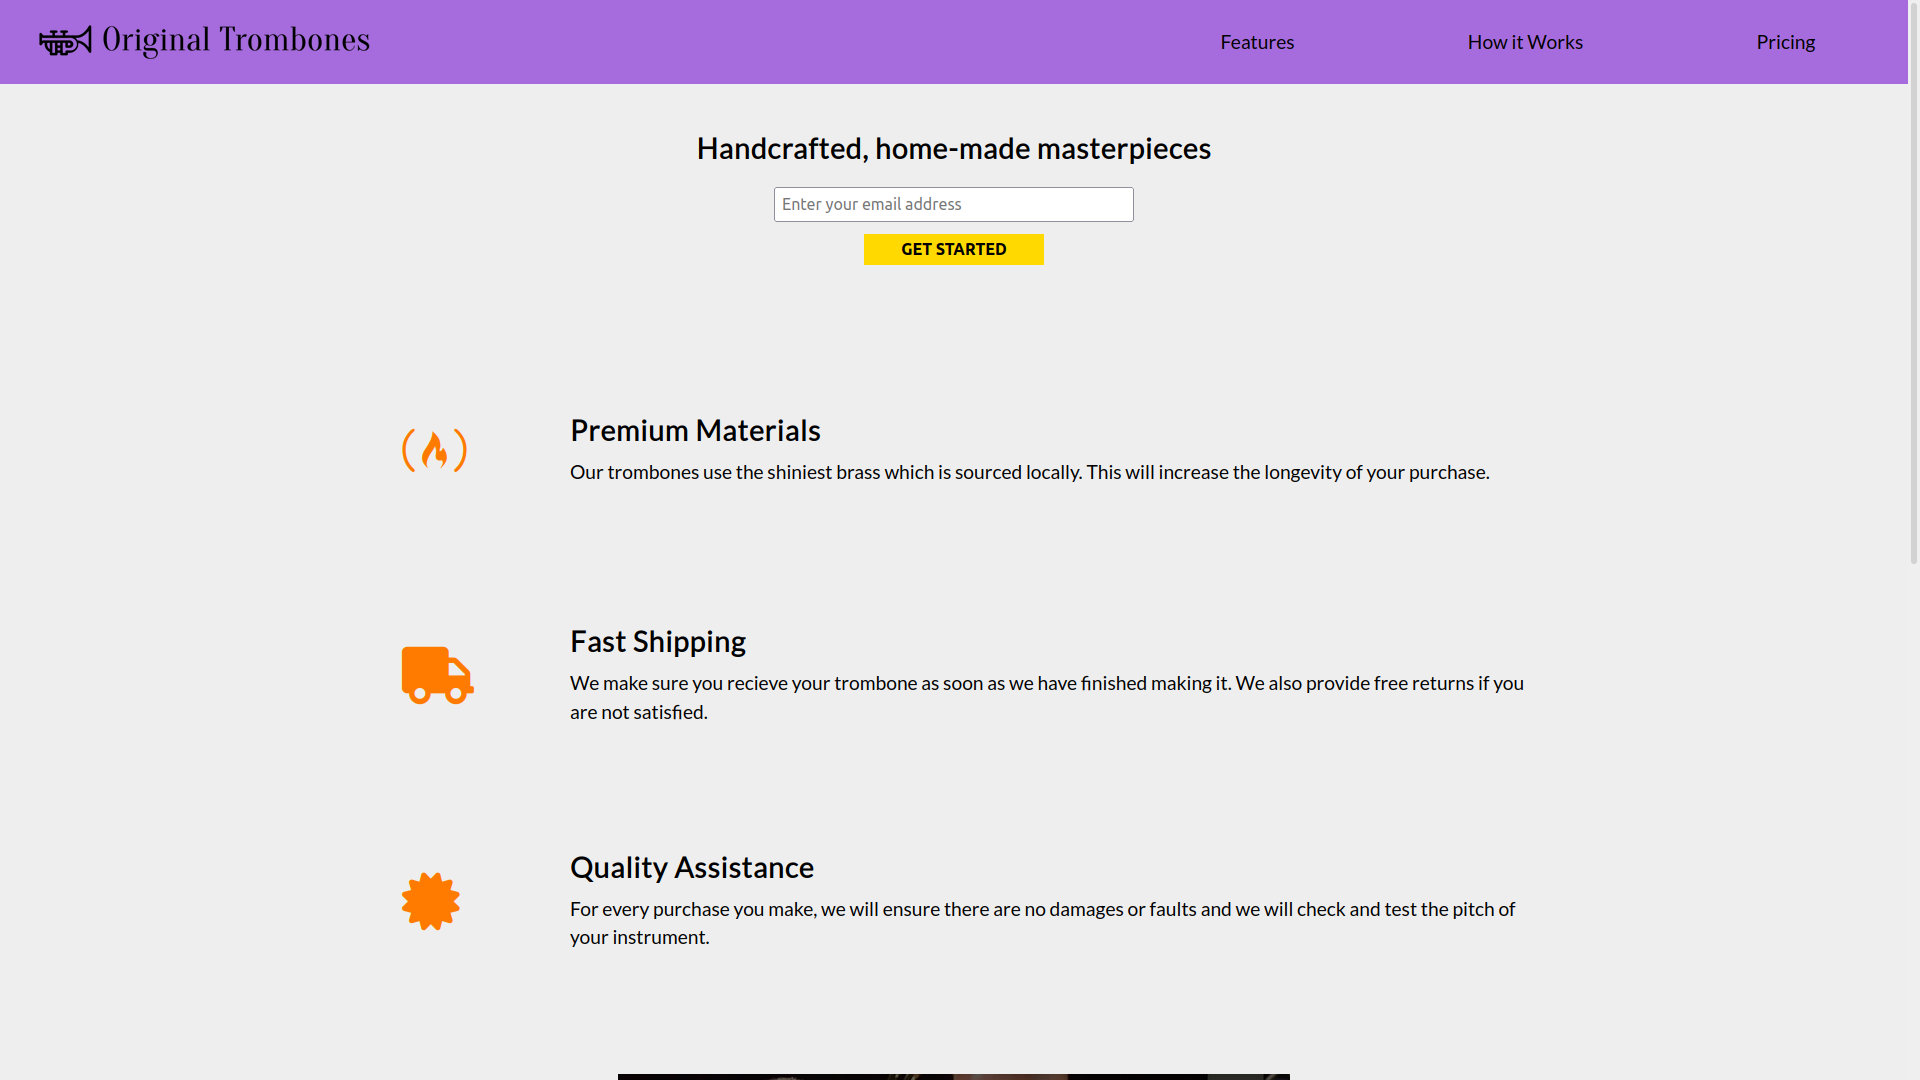 Original Trombones
Features
How it Works
Pricing
Handcrafted, home-made masterpieces
Enter your email address
GET STARTED
Premium Materials
Our trombones use the shiniest brass which is sourced locally. This will increase the longevity of your purchase.
Fast Shipping
We make sure you recieve your trombone as soon as we have finished making it. We also provide free returns if you
are not satisfied.
Quality Assistance
For every purchase you make, we will ensure there are no damages or faults and we will check and test the pitch of
your instrument.